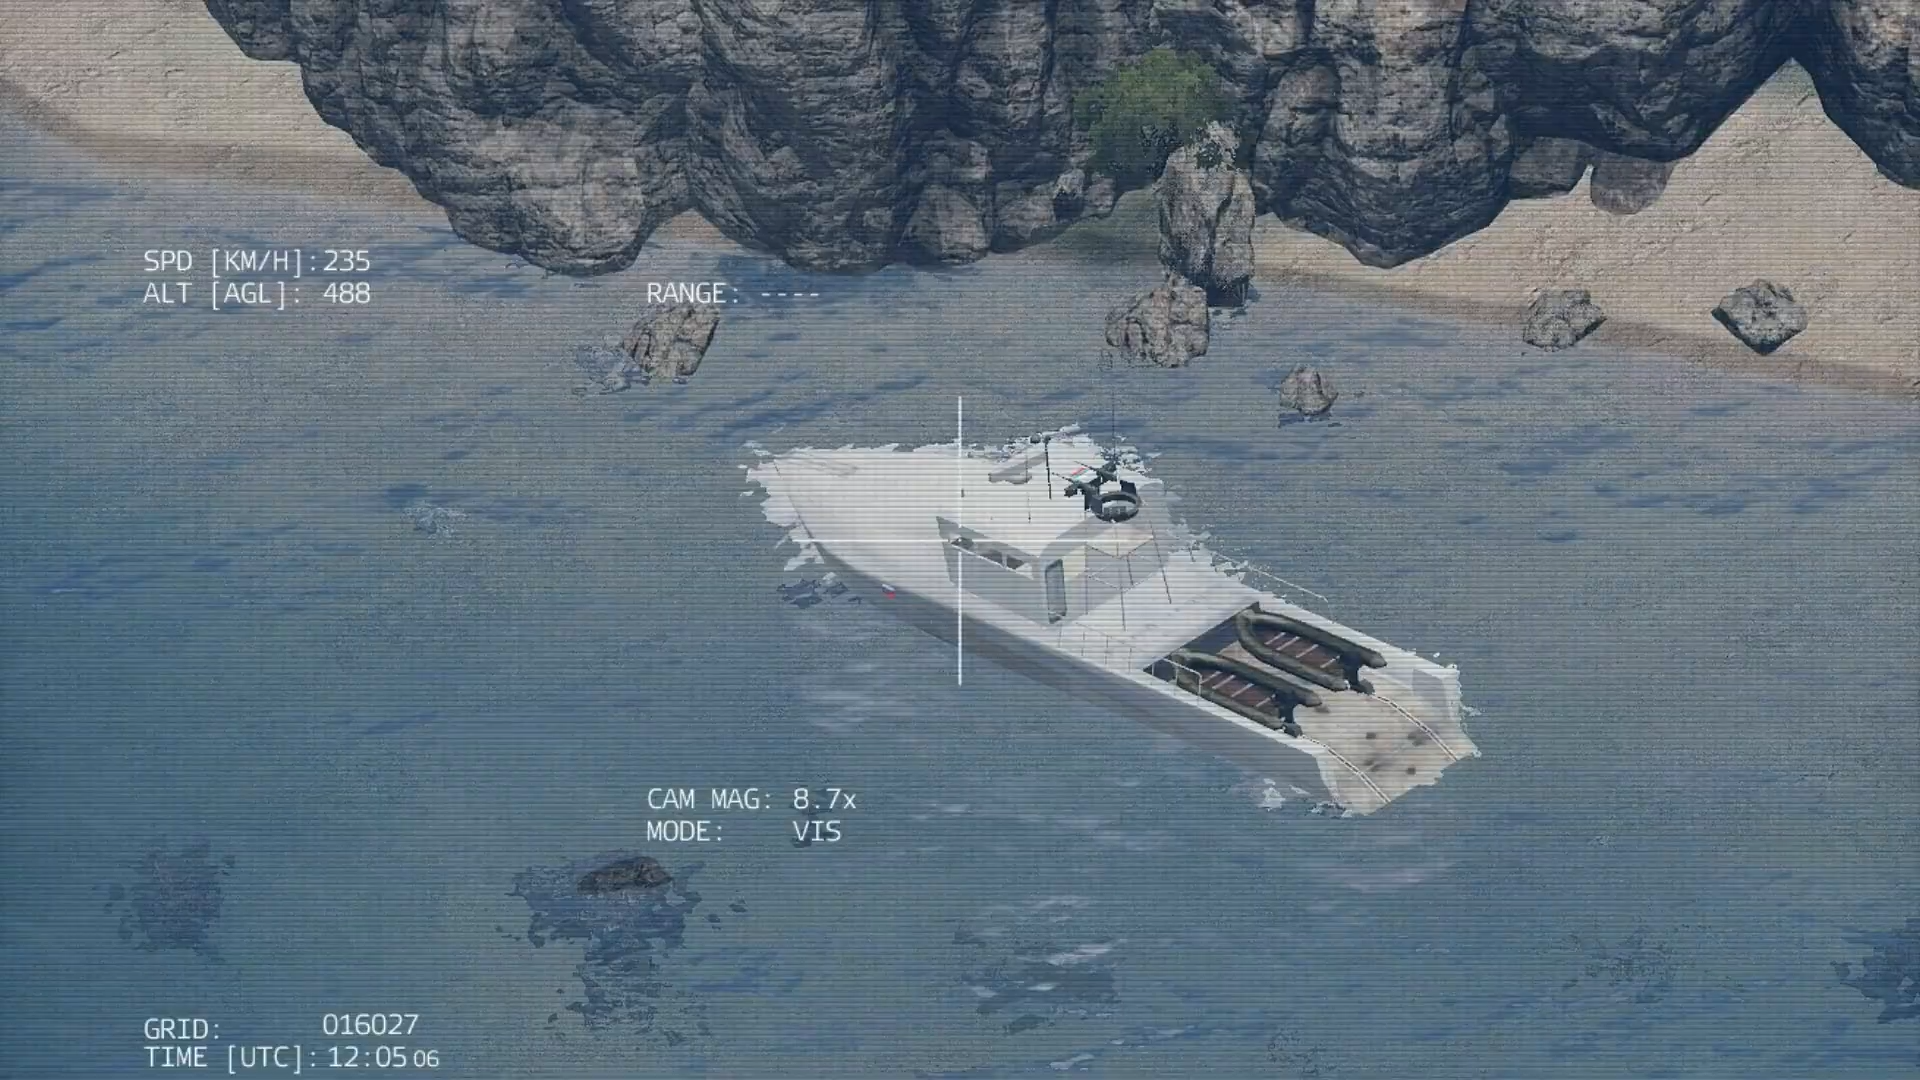 SPD [KM/H]: 235
ALT [AGL]: 488
RANGE: ----
CAM MAG: 8.7x
MODE: VIS
GRID: 016027
TIME [UTC]: 12:05 06